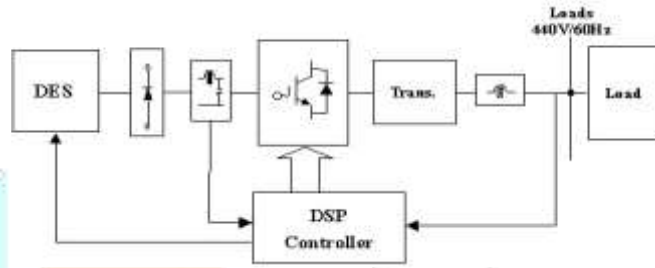 Loads
440V/60Hz
DES
Trans.
Load
DSP
Controller